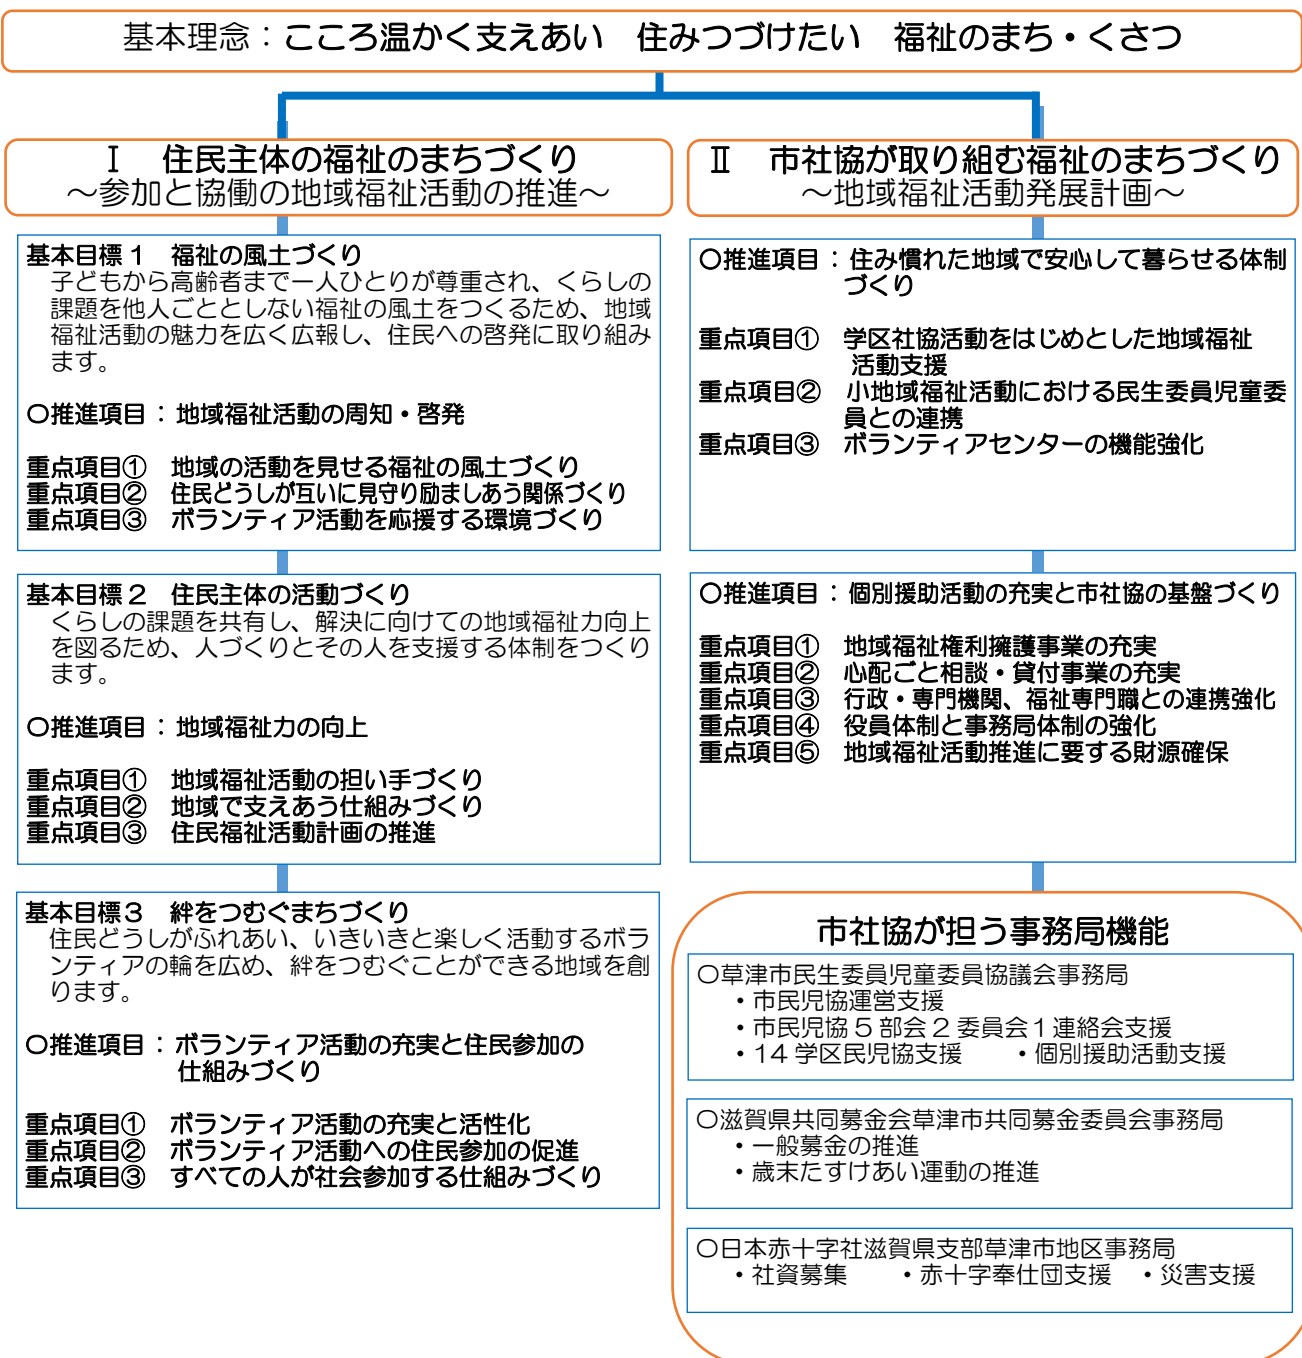 基本理念：こころ温かく支えあい　住みつづけたい　福祉のまち・くさつ
Ⅰ　住民主体の福祉のまちづくり
～参加と協働の地域福祉活動の推進～
基本目標１　福祉の風土づくり
子どもから高齢者まで一人ひとりが尊重され、くらしの
課題を他人ごととしない福祉の風土をつくるため、地域
福祉活動の魅力を広く広報し、住民への啓発に取り組み
ます。
○推進項目：地域福祉活動の周知・啓発
重点項目①　地域の活動を見せる福祉の風土づくり
重点項目②　住民どうしが互いに見守り励ましあう関係づくり
重点項目③　ボランティア活動を応援する環境づくり
基本目標２　住民主体の活動づくり
くらしの課題を共有し、解決に向けての地域福祉力向上
を図るため、人づくりとその人を支援する体制をつくり
ます。
○推進項目：地域福祉力の向上
重点項目①　地域福祉活動の担い手づくり
重点項目②　地域で支えあう仕組みづくり
重点項目③　住民福祉活動計画の推進
基本目標３　絆をつむぐまちづくり
住民どうしがふれあい、いきいきと楽しく活動するボラ
ンティアの輪を広め、絆をつむぐことができる地域を創
ります。
○推進項目：ボランティア活動の充実と住民参加の
仕組みづくり
重点項目①　ボランティア活動の充実と活性化
重点項目②　ボランティア活動への住民参加の促進
重点項目③　すべての人が社会参加する仕組みづくり
Ⅱ　市社協が取り組む福祉のまちづくり
～地域福祉活動発展計画～
○推進項目：住み慣れた地域で安心して暮らせる体制
づくり
重点項目①　学区社協活動をはじめとした地域福祉
活動支援
重点項目②　小地域福祉活動における民生委員児童委
員との連携
重点項目③　ボランティアセンターの機能強化
○推進項目：個別援助活動の充実と市社協の基盤づくり
重点項目①　地域福祉権利擁護事業の充実
重点項目②　心配ごと相談・貸付事業の充実
重点項目③　行政・専門機関、福祉専門職との連携強化
重点項目④　役員体制と事務局体制の強化
重点項目⑤　地域福祉活動推進に要する財源確保
市社協が担う事務局機能
○草津市民生委員児童委員協議会事務局
・市民児協運営支援
・市民児協５部会２委員会１連絡会支援
・14学区民児協支援　　・個別援助活動支援
○滋賀県共同募金会草津市共同募金委員会事務局
・一般募金の推進
・歳末たすけあい運動の推進
○日本赤十字社滋賀県支部草津市地区事務局
・社資募集　　・赤十字奉仕団支援　・災害支援